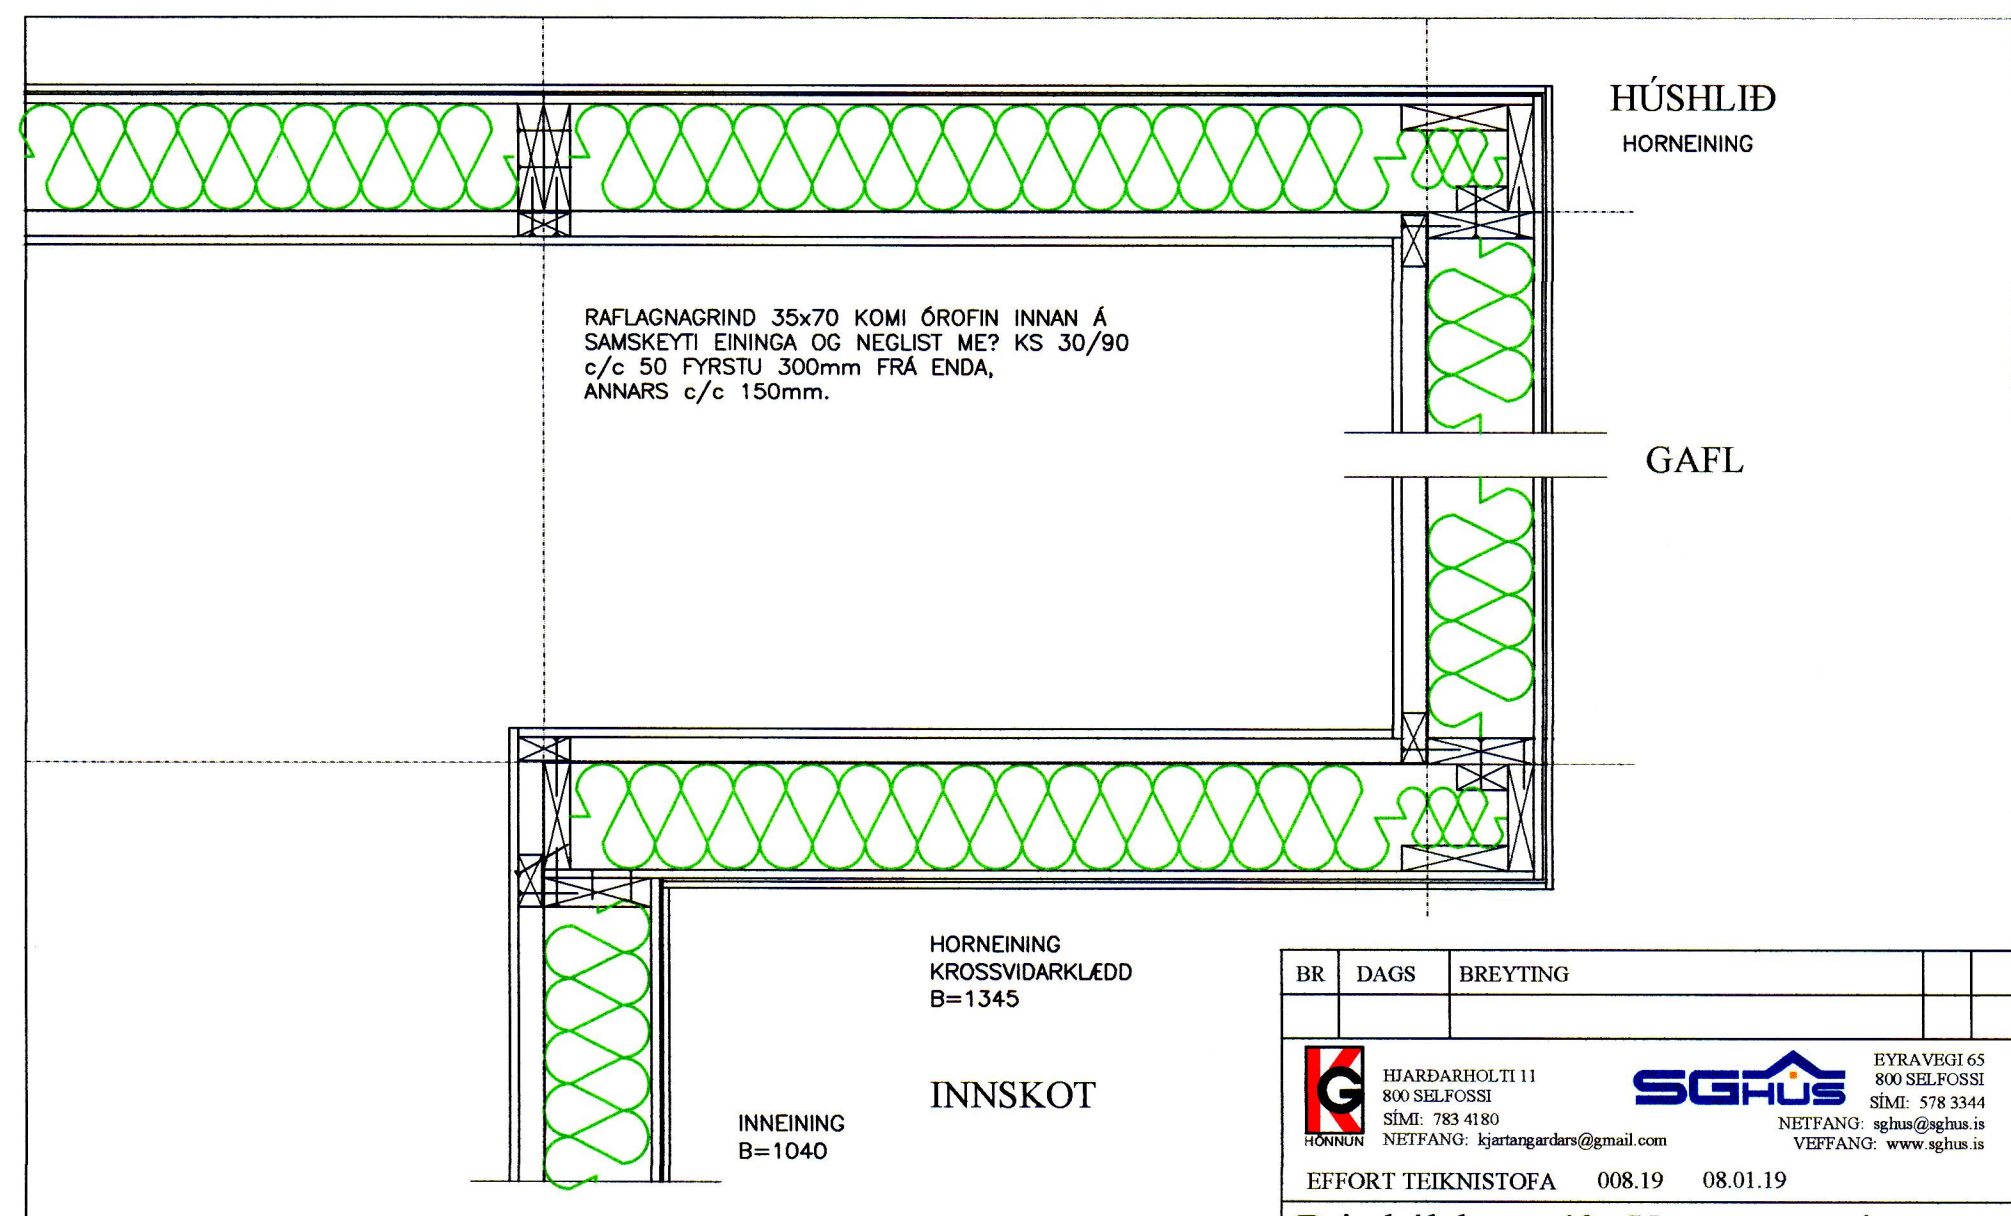 HÚSHLIÐ
HORNEINING
RAFLAGNAGRIND 35x70 KOMI ÓROFIN INNAN Á
SAMSKEYTI EININGA OG NEGLIST ME? KS 30/90
c/c 50 FYRSTU 300mm FRÁ ENDA,
ANNARS c/c 150mm.
GAFL
HORNEINING
KROSSVIDARKLÆDD
B=1345
INNSKOT
INNEINING
B=1040
BR DAGS BREYTING
KG
HÖNNUN
HJARÐARHOLTI 11
800 SELFOSSI
SÍMI: 783 4180
NETFANG: kjartangardars@gmail.com
SGHÚS
EYRAVEGI 65
800 SELFOSSI
SÍMI: 578 3344
NETFANG: sghus@sghus.is
VEFFANG: www.sghus.is
EFFORT TEIKNISTOFA 008.19 08.01.19